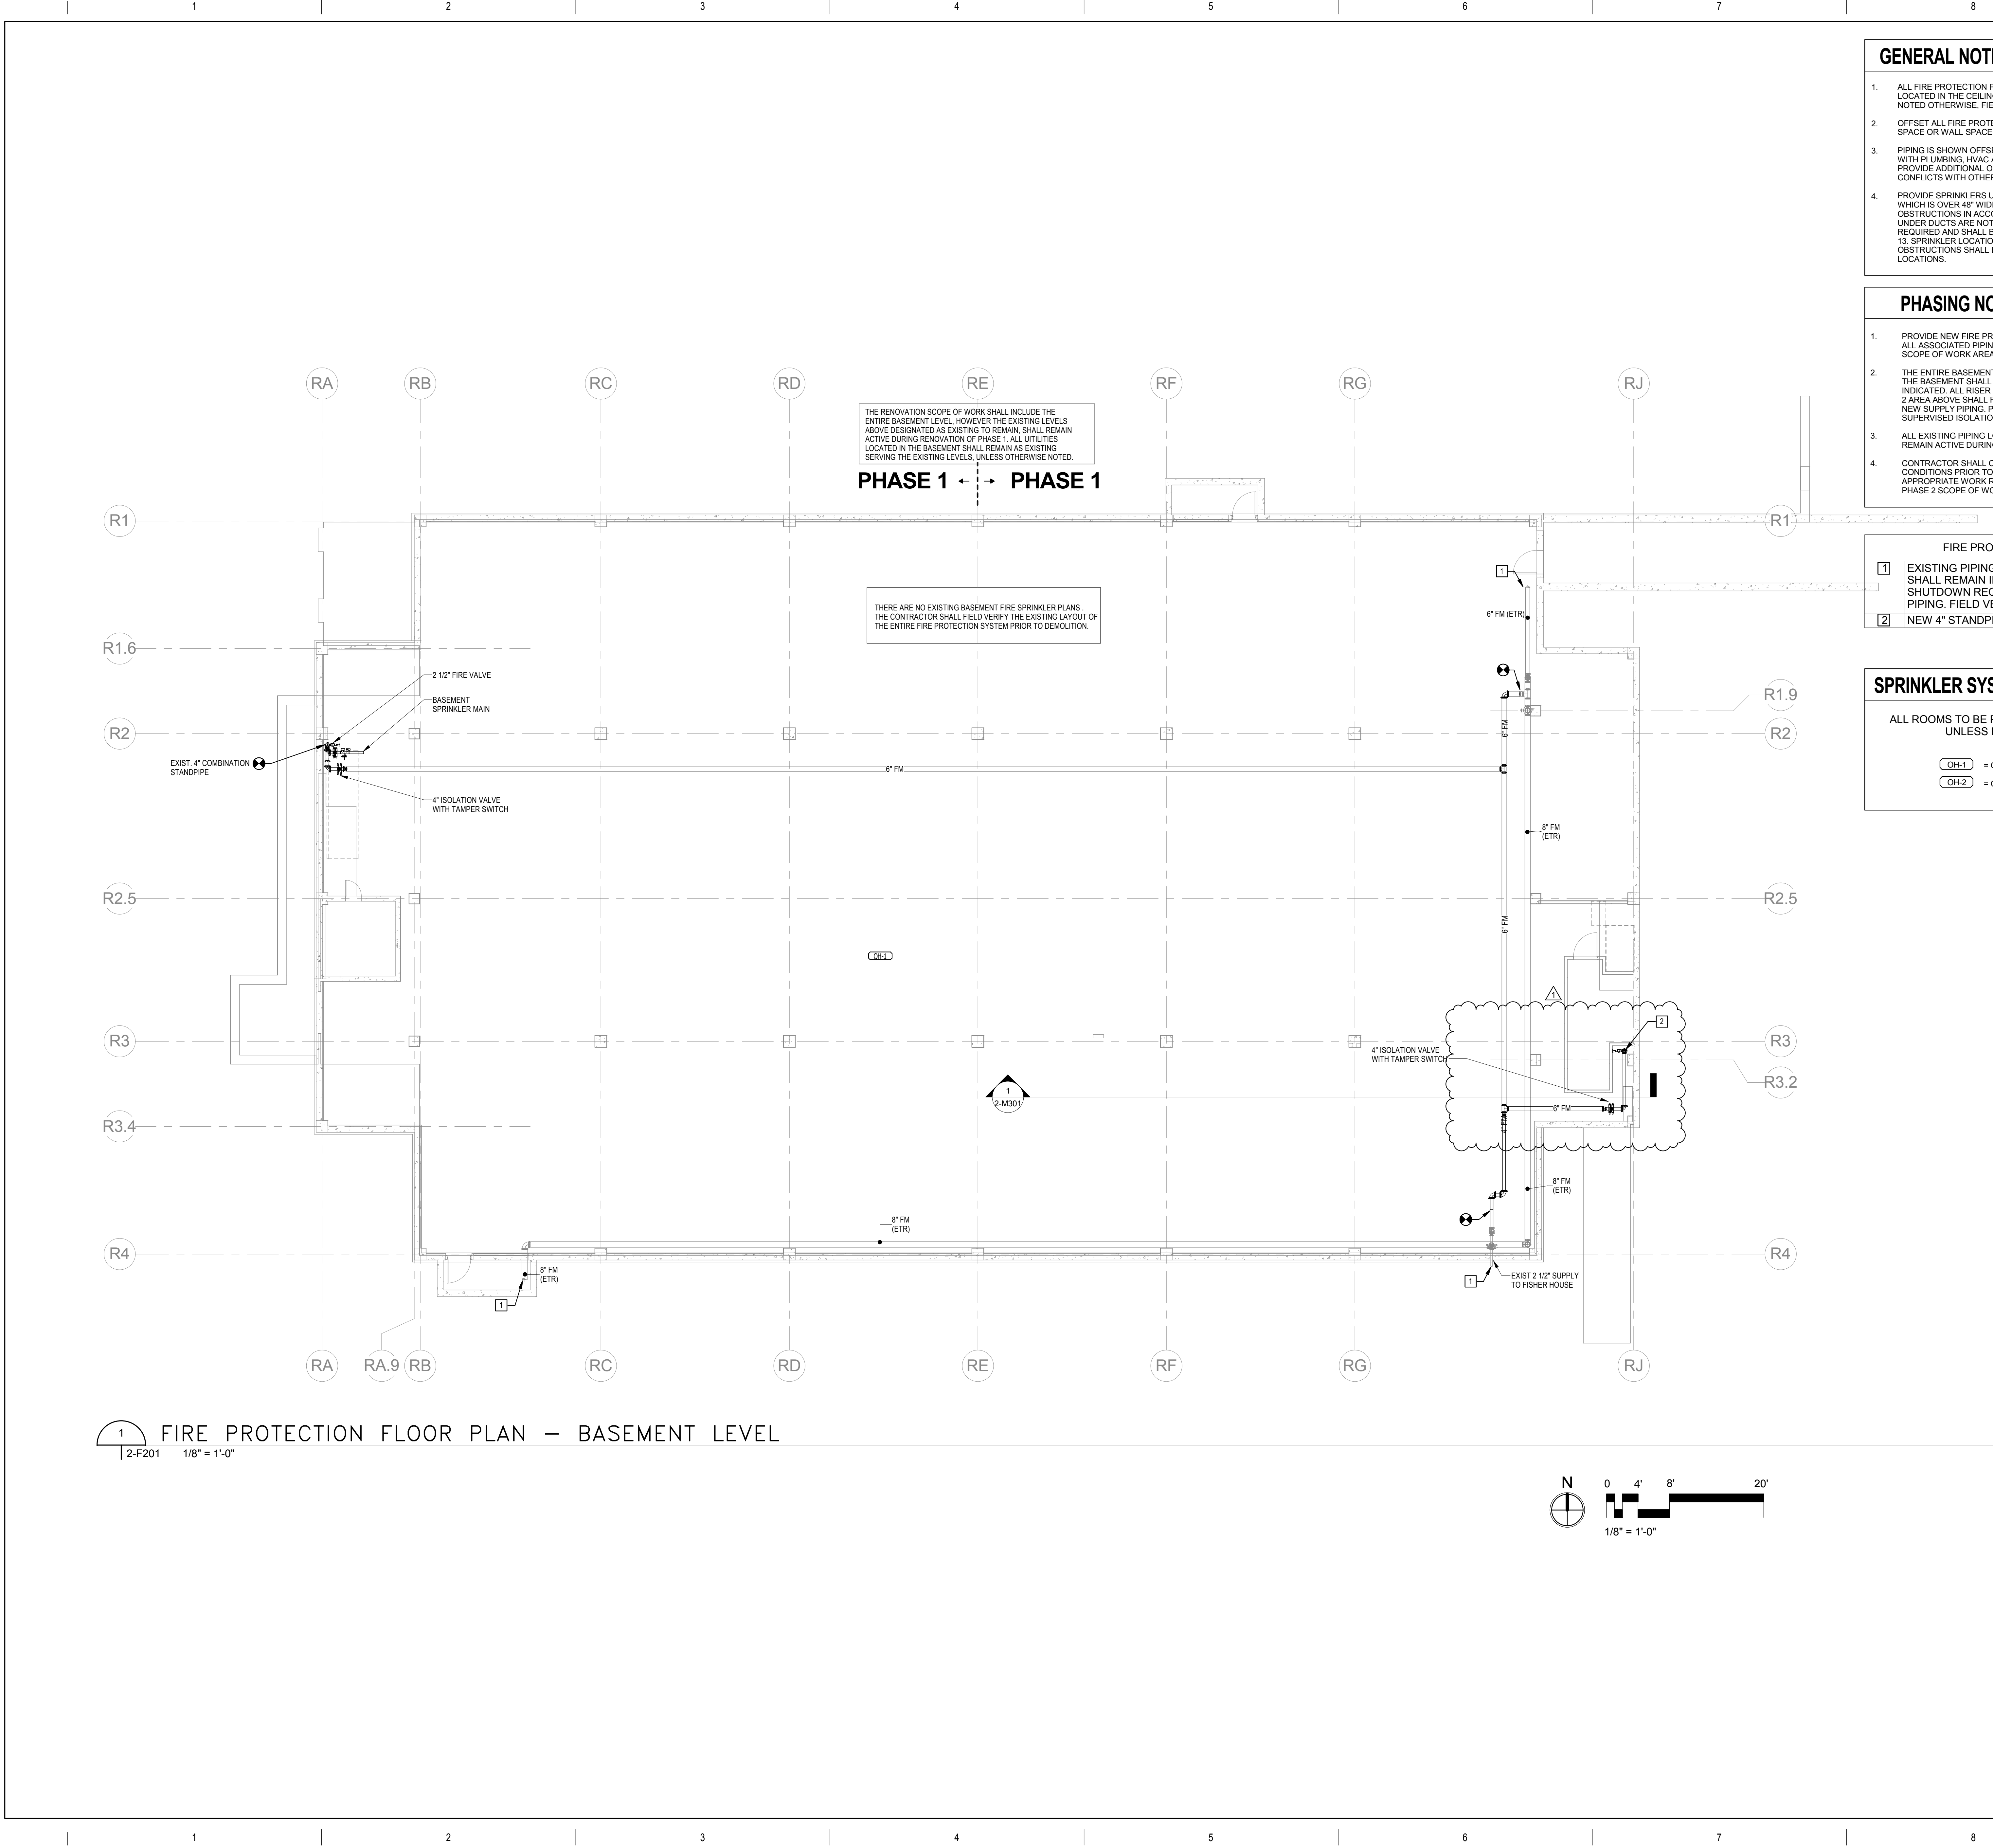 1 2 3 4 5 6 7 8
GENERAL NOT
1. ALL FIRE PROTECTION
LOCATED IN THE CEILIN
NOTED OTHERWISE, FIE
2. OFFSET ALL FIRE PROTE
SPACE OR WALL SPACE
3. PIPING IS SHOWN OFFSE
WITH PLUMBING, HVAC
PROVIDE ADDITIONAL O
CONFLICTS WITH OTHER
4. PROVIDE SPRINKLERS U
WHICH IS OVER 48" WID
OBSTRUCTIONS IN ACCO
UNDER DUCTS ARE NOT
REQUIRED AND SHALL B
13. SPRINKLER LOCATIO
OBSTRUCTIONS SHALL
LOCATIONS.
PHASING NO
1. PROVIDE NEW FIRE PR
ALL ASSOCIATED PIPIN
SCOPE OF WORK AREA
2. THE ENTIRE BASEMENT
THE BASEMENT SHALL
INDICATED. ALL RISER
2 AREA ABOVE SHALL
NEW SUPPLY PIPING. P
SUPERVISED ISOLATIO
3. ALL EXISTING PIPING L
REMAIN ACTIVE DURIN
4. CONTRACTOR SHALL
CONDITIONS PRIOR TO
APPROPRIATE WORK R
PHASE 2 SCOPE OF WO
FIRE PRO
1 EXISTING PIPING
SHALL REMAIN I
SHUTDOWN REQ
PIPING. FIELD VE
2 NEW 4" STANDPI
SPRINKLER SYS
ALL ROOMS TO BE
UNLESS
OH-1 =
OH-2 =
RA RB RC RD RE RF RG RJ
THE RENOVATION SCOPE OF WORK SHALL INCLUDE THE
ENTIRE BASEMENT LEVEL, HOWEVER THE EXISTING LEVELS
ABOVE DESIGNATED AS EXISTING TO REMAIN, SHALL REMAIN
ACTIVE DURING RENOVATION OF PHASE 1. ALL UITILITIES
LOCATED IN THE BASEMENT SHALL REMAIN AS EXISTING
SERVING THE EXISTING LEVELS, UNLESS OTHERWISE NOTED.
PHASE 1 PHASE 1
R1 R1
1
THERE ARE NO EXISTING BASEMENT FIRE SPRINKLER PLANS .
THE CONTRACTOR SHALL FIELD VERIFY THE EXISTING LAYOUT OF
THE ENTIRE FIRE PROTECTION SYSTEM PRIOR TO DEMOLITION.
6" FM (ETR)
R1.6
2 1/2" FIRE VALVE
BASEMENT
SPRINKLER MAIN
R1.9
6" FM
R2 R2
EXIST. 4" COMBINATION
STANDPIPE
6" FM
4" ISOLATION VALVE
WITH TAMPER SWITCH
8" FM
(ETR)
R2.5 R2.5
6" FM
OH-1
1
2
R3 R3
4" ISOLATION VALVE
WITH TAMPER SWITCH
R3.2
1
2-M301
6" FM
4" FM
R3.4
8" FM
(ETR)
8" FM
(ETR)
R4 R4
8" FM
(ETR)
1
1
EXIST 2 1/2" SUPPLY
TO FISHER HOUSE
RA RA.9 RB RC RD RE RF RG RJ
1
FIRE PROTECTION FLOOR PLAN – BASEMENT LEVEL
2-F201 1/8" = 1'-0"
N
0 4' 8' 20'
1/8" = 1'-0"
1 2 3 4 5 6 7 8